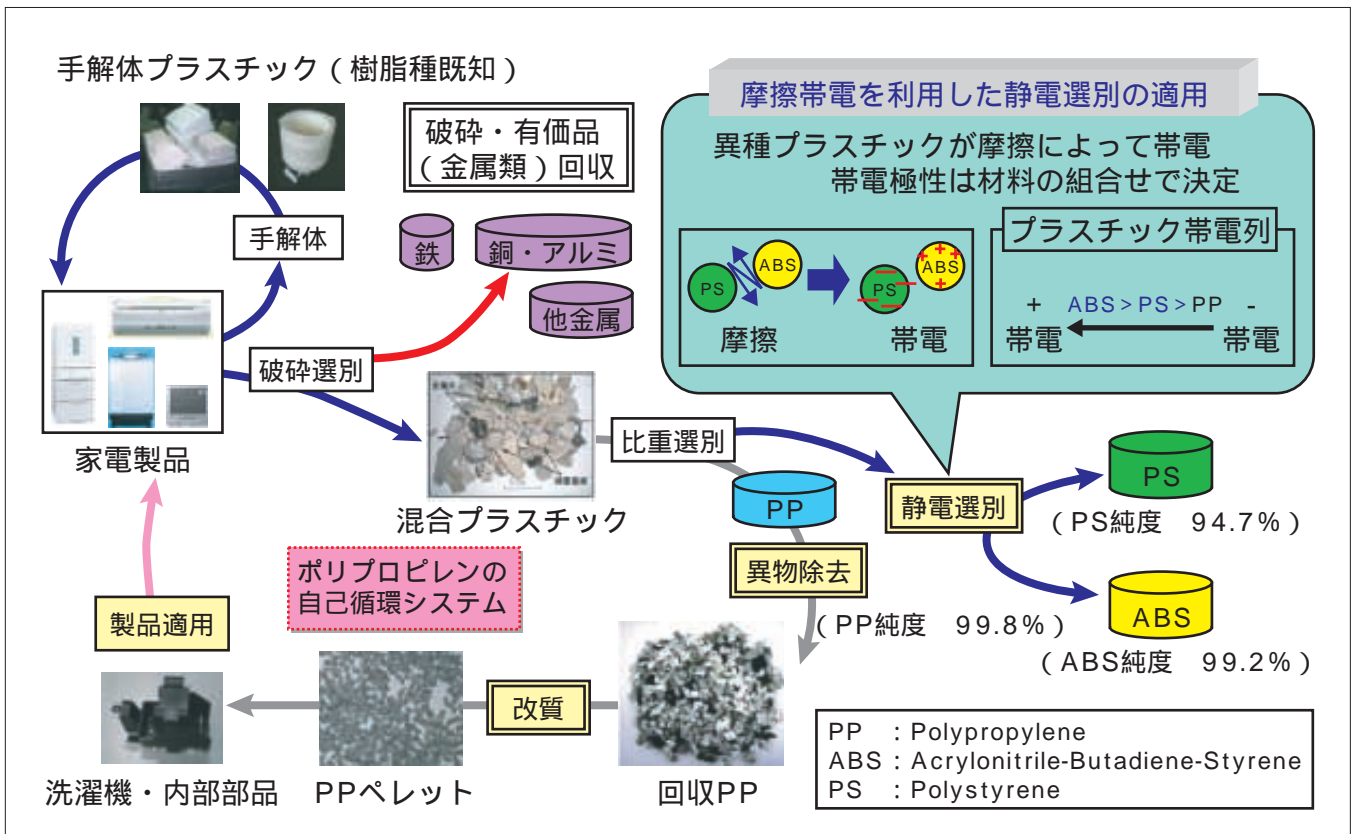 手解体プラスチック(樹脂種既知)
破砕・有価品
(金属類)回収
摩擦帯電を利用した静電選別の適用
異種プラスチックが摩擦によって帯電
帯電極性は材料の組合せで決定
手解体
鉄
銅・アルミ
他金属
PS
ABS
PS
ABS
摩擦
帯電
プラスチック帯電列
+ ABS>PS>PP -
帯電
帯電
破砕選別
家電製品
混合プラスチック
比重選別
PP
静電選別
PS
(PS純度 94.7%)
ABS
(ABS純度 99.2%)
異物除去
(PP純度 99.8%)
ポリプロピレンの
自己循環システム
製品適用
改質
洗濯機・内部部品
PPペレット
回収PP
PP : Polypropylene
ABS : Acrylonitrile-Butadiene-Styrene
PS : Polystyrene